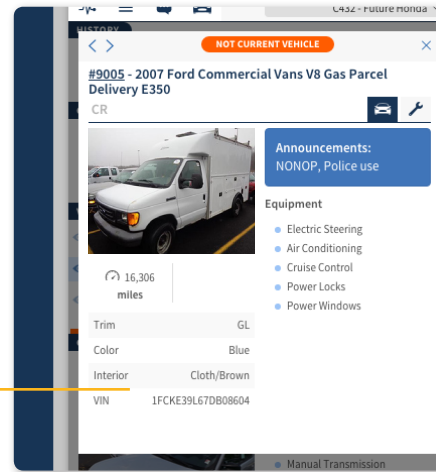 C432 - Future Honda
HISTORY
NOT CURRENT VEHICLE
#9005 - 2007 Ford Commercial Vans V8 Gas Parcel
Delivery E350
CR
Announcements:
NONOP, Police use
Equipment
Electric Steering
Air Conditioning
Cruise Control
Power Locks
Power Windows
16,306
miles
Trim GL
Color Blue
Interior Cloth/Brown
VIN 1FCKE39L67DB08604
Manual Transmission